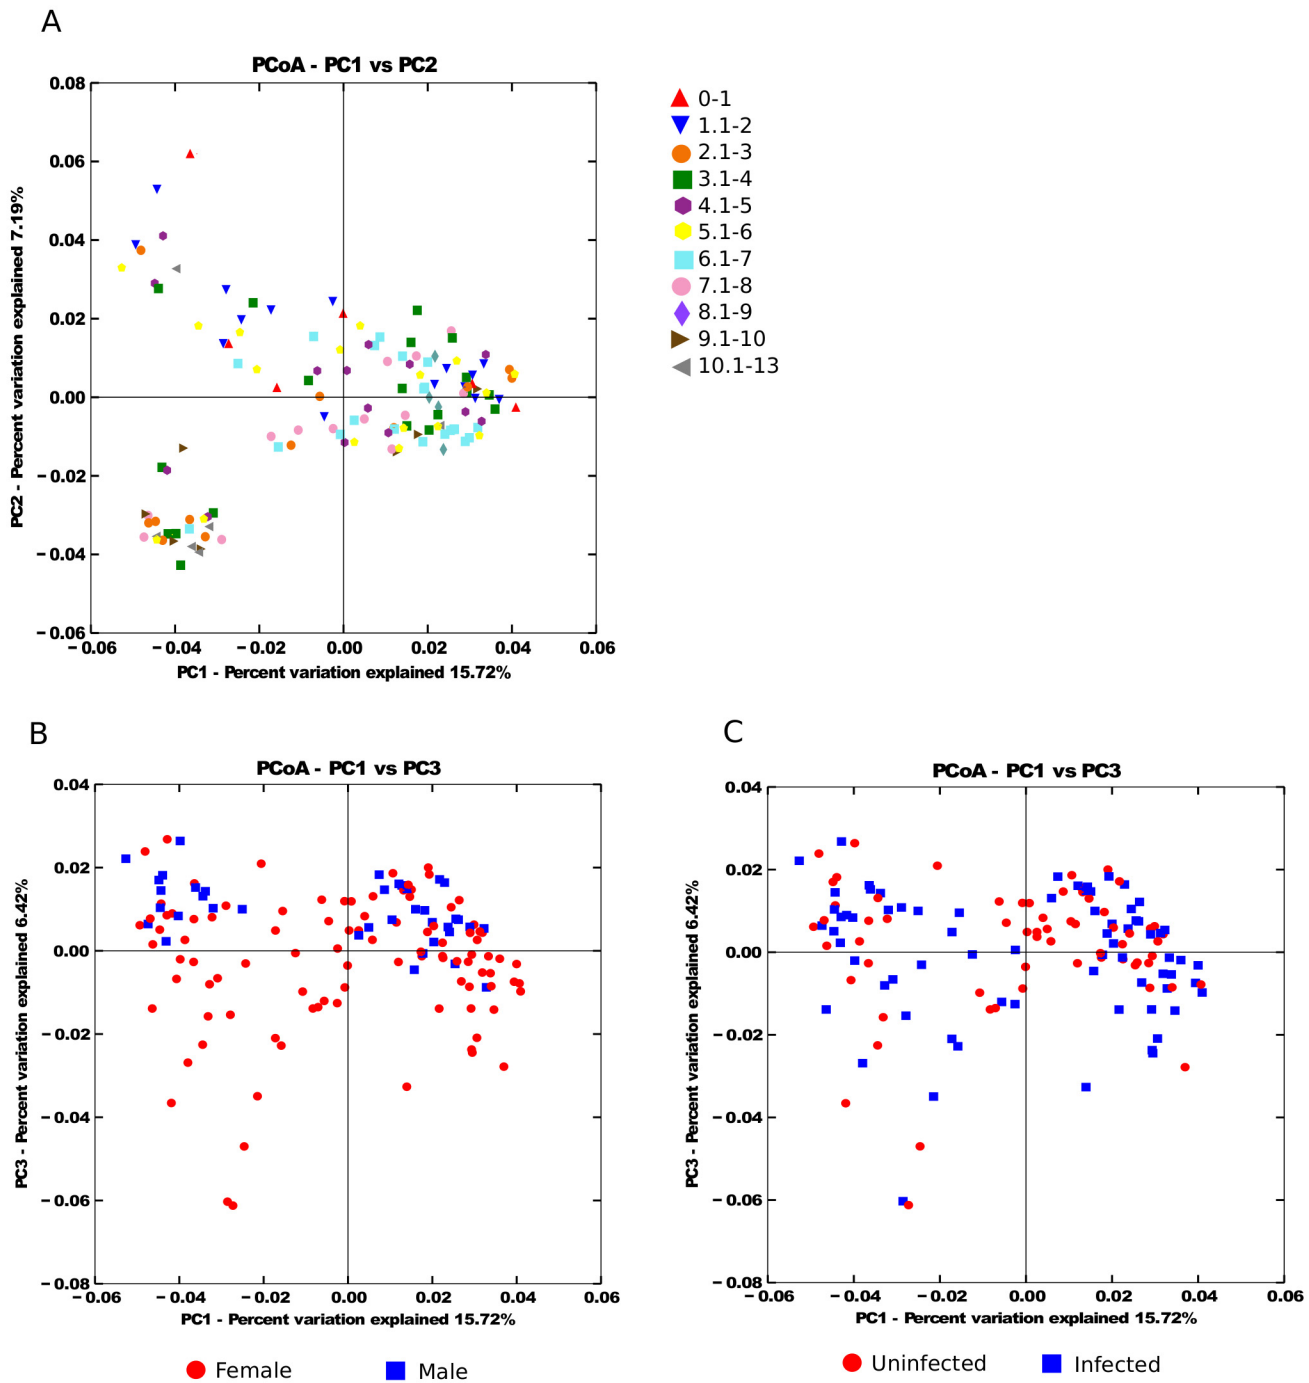 A
PCoA - PC1 vs PC2
0.08
0.06
0.04
0.02
0.00
−0.02
−0.04
−0.06
PC2 - Percent variation explained 7.19%
−0.06 −0.04 −0.02 0.00 0.02 0.04 0.06
PC1 - Percent variation explained 15.72%
0-1
1.1-2
2.1-3
3.1-4
4.1-5
5.1-6
6.1-7
7.1-8
8.1-9
9.1-10
10.1-13
B
PCoA - PC1 vs PC3
0.04
0.02
0.00
−0.02
−0.04
−0.06
−0.08
PC3 - Percent variation explained 6.42%
−0.06 −0.04 −0.02 0.00 0.02 0.04 0.06
PC1 - Percent variation explained 15.72%
Female Male
C
PCoA - PC1 vs PC3
0.04
0.02
0.00
−0.02
−0.04
−0.06
−0.08
PC3 - Percent variation explained 6.42%
−0.06 −0.04 −0.02 0.00 0.02 0.04 0.06
PC1 - Percent variation explained 15.72%
Uninfected Infected